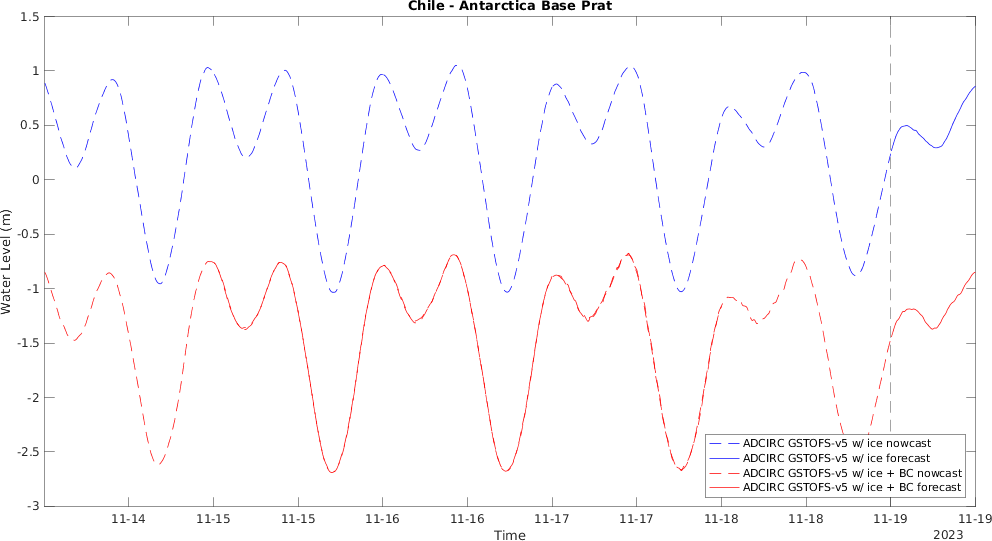 Chile - Antarctica Base Prat
1.5
1
0.5
0
-0.5
-1
-1.5
-2
-2.5
-3
Water Level (m)
ADCIRC GSTOFS-v5 w/ ice nowcast
ADCIRC GSTOFS-v5 w/ ice forecast
ADCIRC GSTOFS-v5 w/ ice + BC nowcast
ADCIRC GSTOFS-v5 w/ ice + BC forecast
11-14 11-15 11-15 11-16 11-16 11-17 11-17 11-18 11-18 11-19 11-19
Time
2023